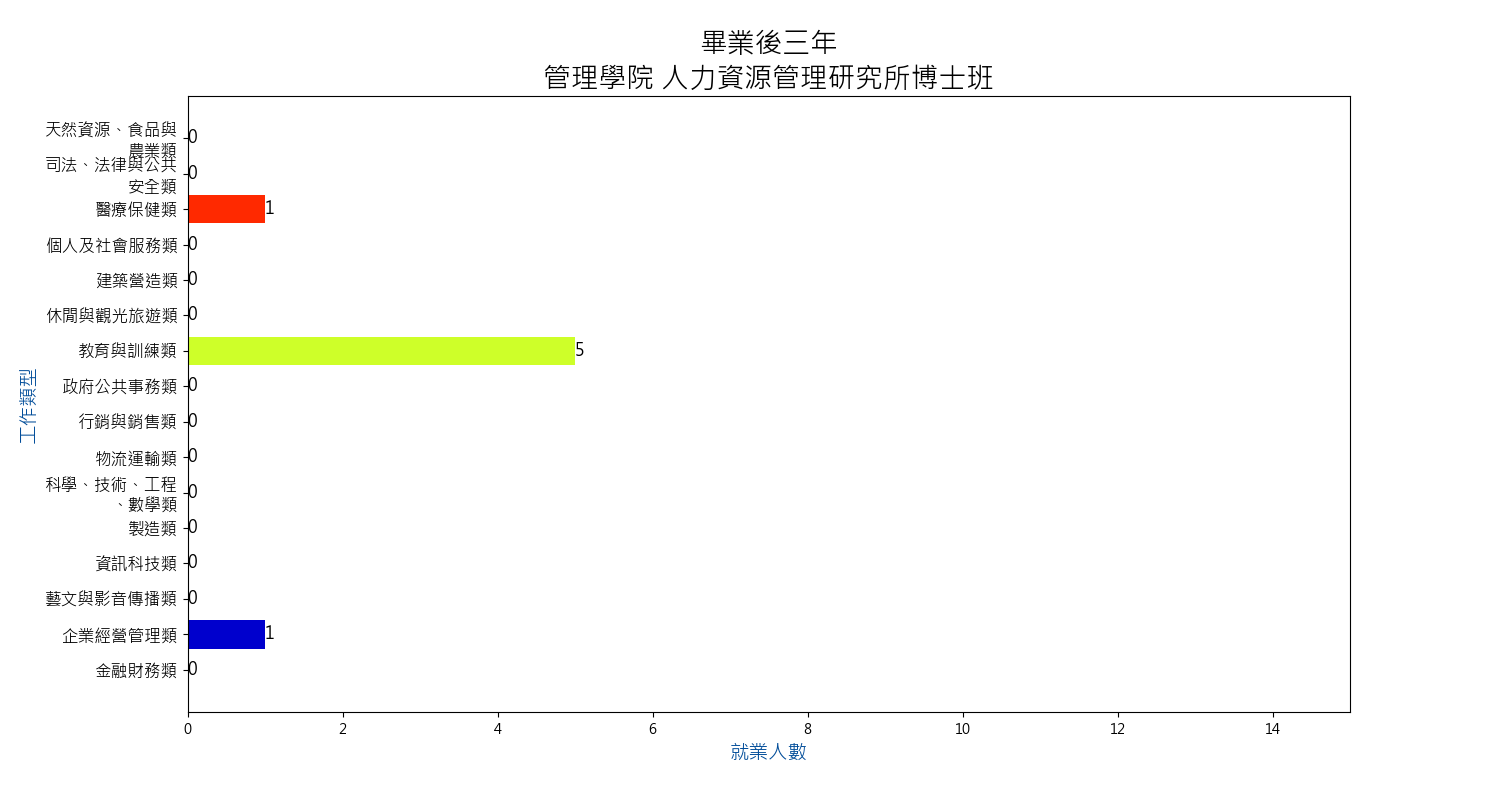 畢業後三年
管理學院 人力資源管理研究所博士班
天然資源、食品與
農業類
0
司法、法律與公共
安全類
0
醫療保健類
1
個人及社會服務類
0
建築營造類
0
休閒與觀光旅遊類
0
教育與訓練類
5
政府公共事務類
0
行銷與銷售類
0
物流運輸類
0
科學、技術、工程
、數學類
0
製造類
0
資訊科技類
0
藝文與影音傳播類
0
企業經營管理類
1
金融財務類
0
工作類型
0 2 4 6 8 10 12 14
就業人數